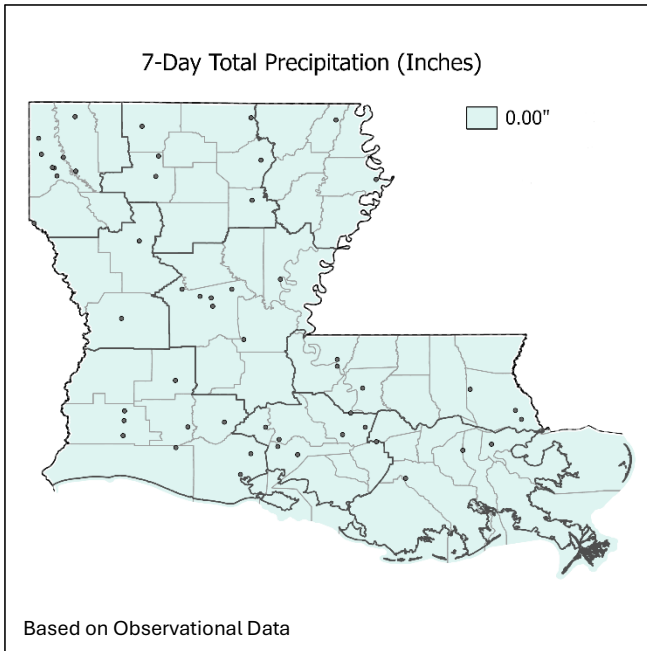 7-Day Total Precipitation (Inches)
0.00"
Based on Observational Data